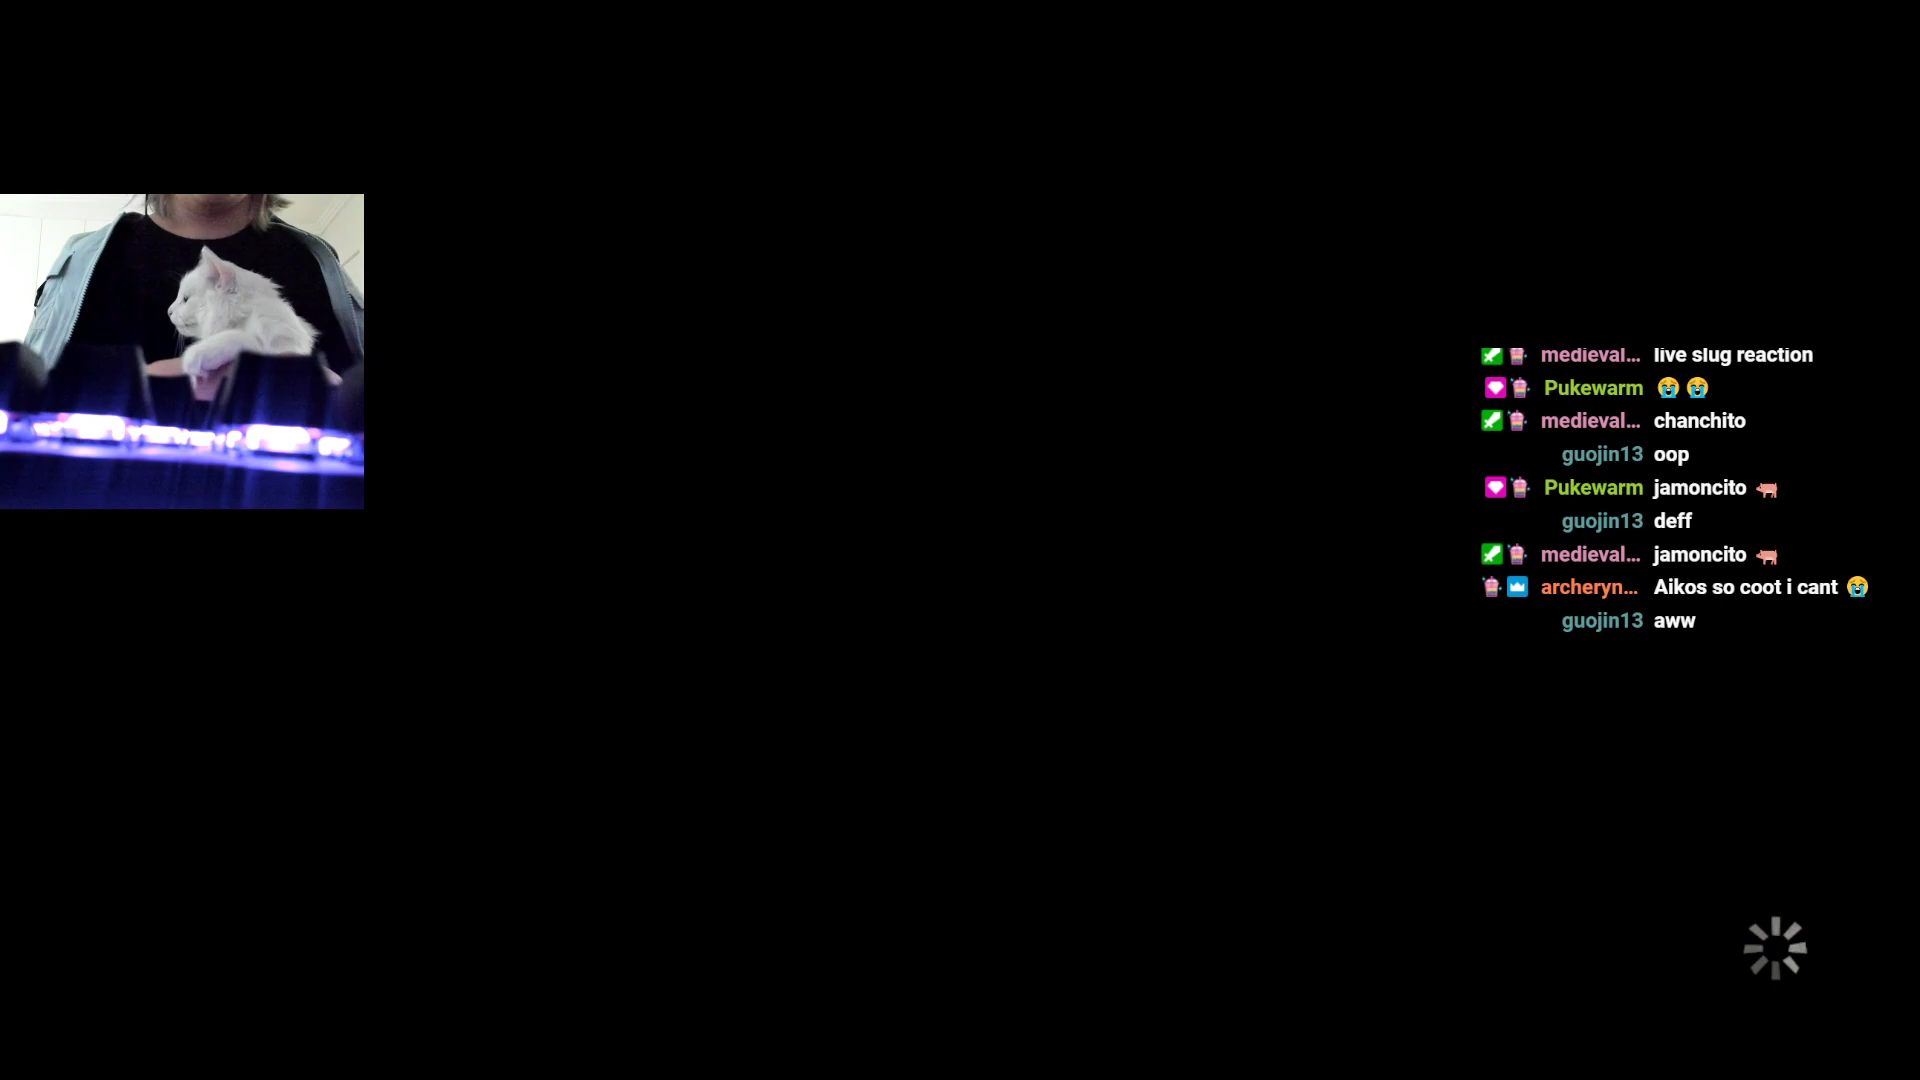 medieval... live slug reaction
Pukewarm 😭 😭
medieval... chanchito
guojin13 oop
Pukewarm jamoncito 🐖
guojin13 deff
medieval... jamoncito 🐖
archeryn... Aikos so coot i cant 😭
guojin13 aww